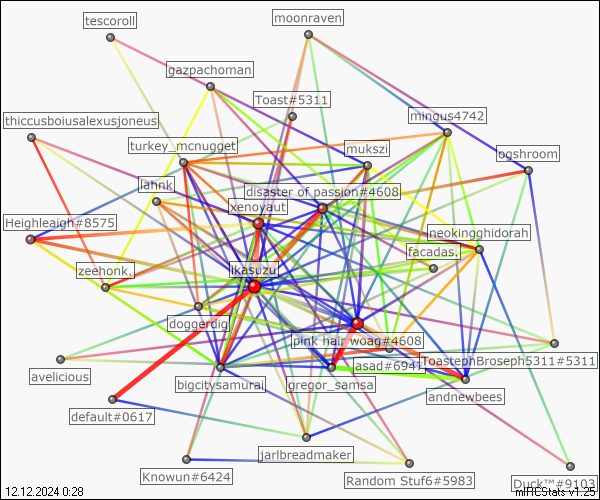 tescoroll
moonraven
gazpachoman
Toast#5311
mingus4742
thiccusboiusalexusjoneus
turkey_mcnugget
mukszi
ogshroom
lahnk
disaster of passion#4608
xenoyaut
Heighleaigh#8575
neokingghidorah
facadas.
zeehonk.
ikasuzu
doggerdig
pink hair woag#4608
ToastephBroseph5311#5311
asad#6941
avelicious
bigcitysamurai
gregor_samsa
andnewbees
default#0617
jarlbreadmaker
Knowun#6424
Random Stuf6#5983
Duck™#9103
12.12.2024 0:28
mIRCStats v1.25